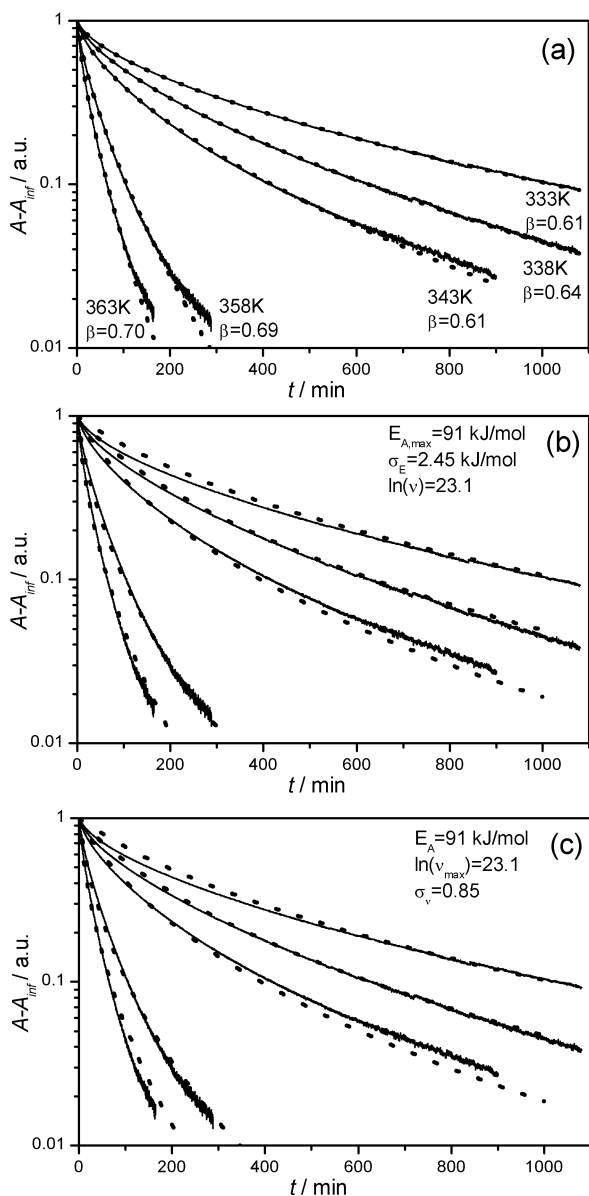 (a)
1
0.1
0.01
A-A_inf / a.u.
333K
β=0.61
338K
β=0.64
343K
β=0.61
358K
β=0.69
363K
β=0.70
0 200 400 600 800 1000
t / min
(b)
E_A,max=91 kJ/mol
σ_E=2.45 kJ/mol
ln(ν)=23.1
1
0.1
0.01
A-A_inf / a.u.
0 200 400 600 800 1000
t / min
(c)
E_A=91 kJ/mol
ln(ν_max)=23.1
σ_ν=0.85
1
0.1
0.01
A-A_inf / a.u.
0 200 400 600 800 1000
t / min